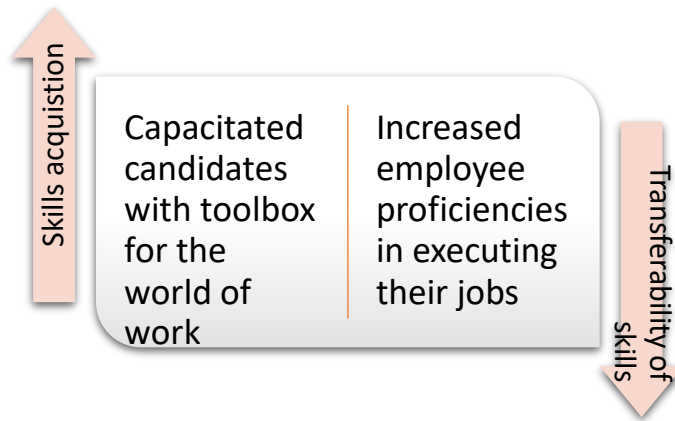 Skills acquistion
Capacitated
candidates
with toolbox
for the
world of
work
Increased
employee
proficiencies
in executing
their jobs
Transferability of
skills